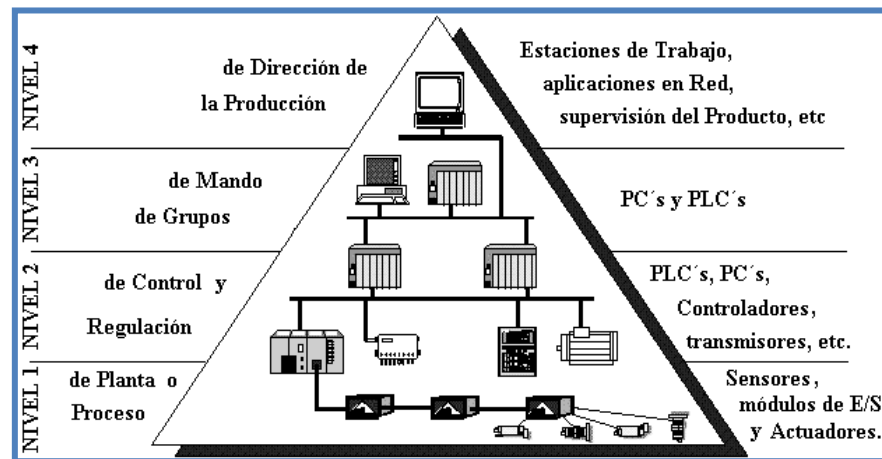 NIVEL 4
de Dirección de
la Producción
Estaciones de Trabajo,
aplicaciones en Red,
supervisión del Producto, etc
NIVEL 3
de Mando
de Grupos
PC´s y PLC´s
NIVEL 2
de Control y
Regulación
PLC´s, PC´s,
Controladores,
transmisores, etc.
NIVEL 1
de Planta o
Proceso
Sensores,
módulos de E/S
y Actuadores.